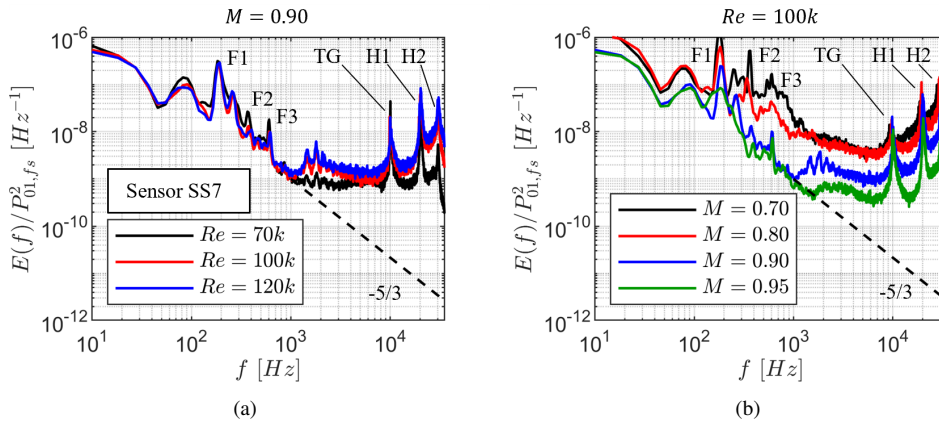 M = 0.90
10^-6
10^-8
10^-10
10^-12
E(f)/P²₀₁,fs [Hz⁻¹]
F1
F2
F3
TG
H1
H2
Sensor SS7
Re = 70k
Re = 100k
Re = 120k
-5/3
10^1
10^2
10^3
10^4
f [Hz]
(a)
Re = 100k
10^-6
10^-8
10^-10
10^-12
E(f)/P²₀₁,fs [Hz⁻¹]
F1
F2
F3
TG
H1
H2
M = 0.70
M = 0.80
M = 0.90
M = 0.95
-5/3
10^1
10^2
10^3
10^4
f [Hz]
(b)